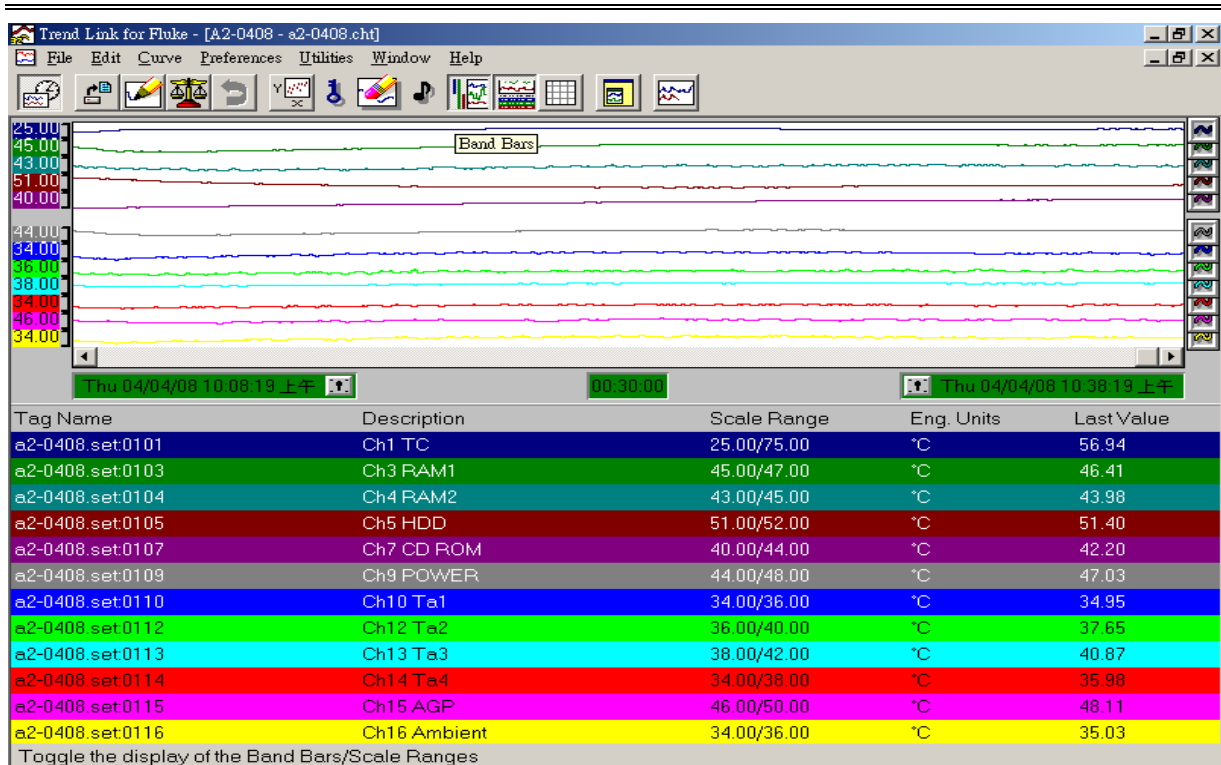 Trend Link for Fluke - [A2-0408 - a2-0408.cht]
File Edit Curve Preferences Utilities Window Help
Y
X
25.00
45.00
43.00
51.00
40.00
Band Bars
44.00
34.00
36.00
38.00
34.00
46.00
34.00
Thu 04/04/08 10:08:19 上午 00:30:00 Thu 04/04/08 10:38:19 上午
Tag Name Description Scale Range Eng. Units Last Value
a2-0408.set:0101 Ch1 TC 25.00/75.00 °C 56.94
a2-0408.set:0103 Ch3 RAM1 45.00/47.00 °C 46.41
a2-0408.set:0104 Ch4 RAM2 43.00/45.00 °C 43.98
a2-0408.set:0105 Ch5 HDD 51.00/52.00 °C 51.40
a2-0408.set:0107 Ch7 CD ROM 40.00/44.00 °C 42.20
a2-0408.set:0109 Ch9 POWER 44.00/48.00 °C 47.03
a2-0408.set:0110 Ch10 Ta1 34.00/36.00 °C 34.95
a2-0408.set:0112 Ch12 Ta2 36.00/40.00 °C 37.65
a2-0408.set:0113 Ch13 Ta3 38.00/42.00 °C 40.87
a2-0408.set:0114 Ch14 Ta4 34.00/38.00 °C 35.98
a2-0408.set:0115 Ch15 AGP 46.00/50.00 °C 48.11
a2-0408.set:0116 Ch16 Ambient 34.00/36.00 °C 35.03
Toggle the display of the Band Bars/Scale Ranges